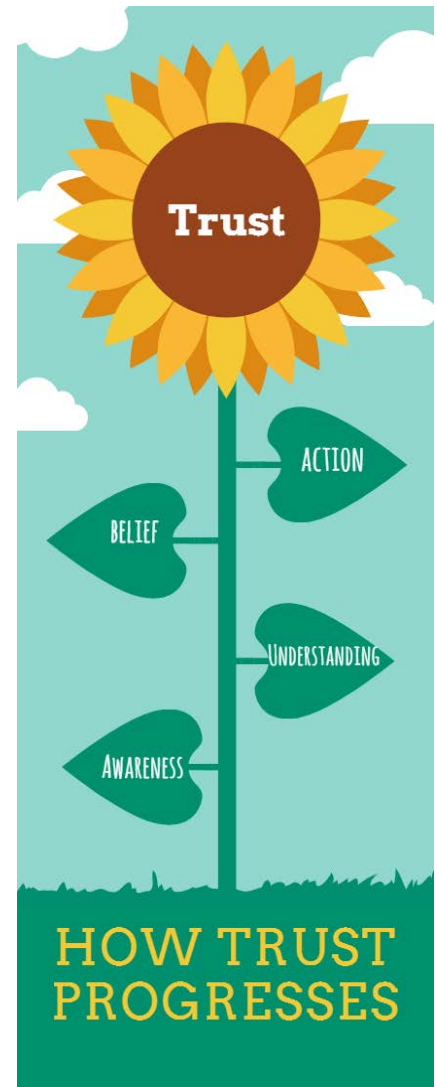 Trust
ACTION
BELIEF
UNDERSTANDING
AWARENESS
HOW TRUST
PROGRESSES